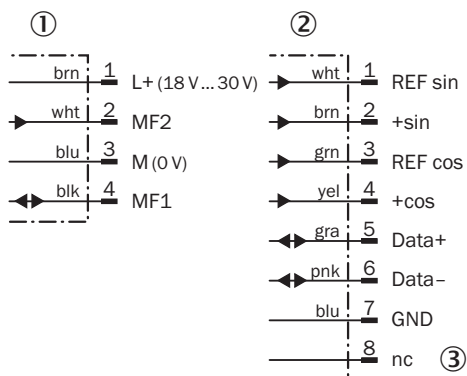 ① ②
brn 1 L+ (18 V ... 30 V)
wht 2 MF2
blu 3 M (0 V)
blk 4 MF1
wht 1 REF sin
brn 2 +sin
grn 3 REF cos
yel 4 +cos
gra 5 Data+
pnk 6 Data–
blu 7 GND
8 nc ③